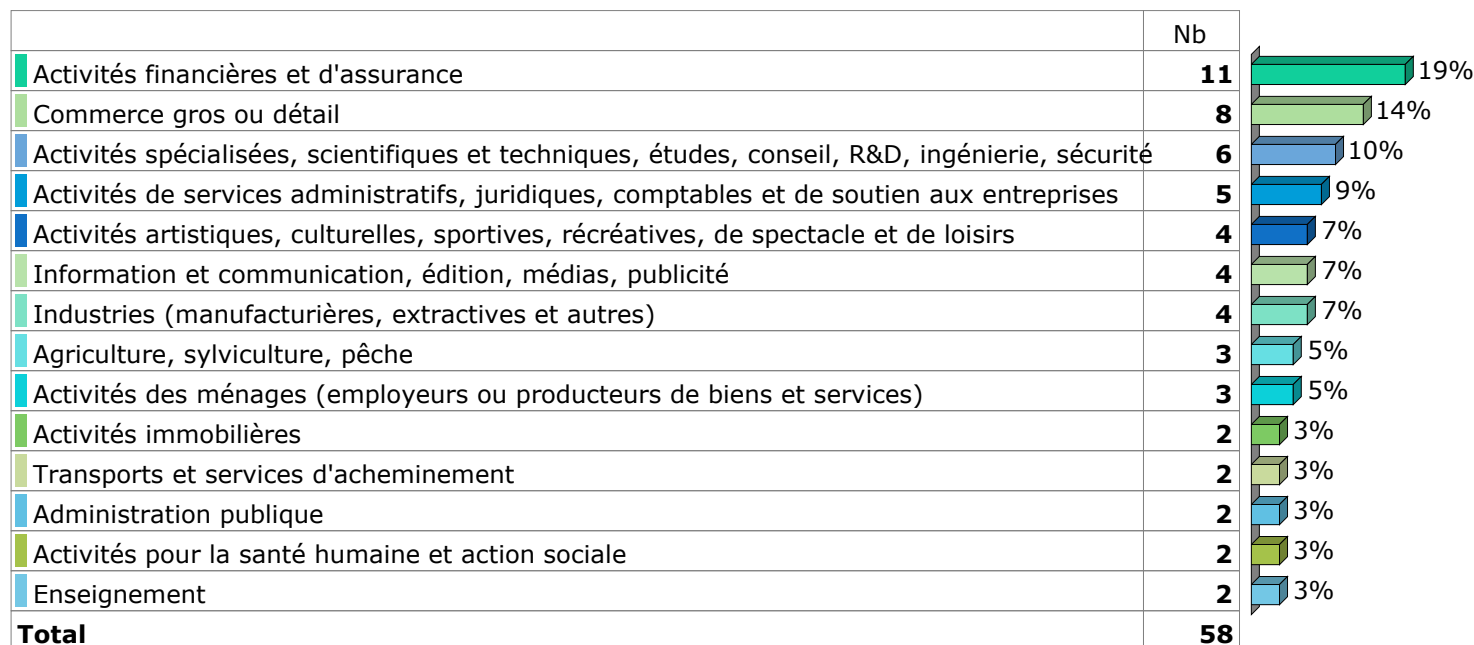 Nb
Activités financières et d'assurance 11 19%
Commerce gros ou détail 8 14%
Activités spécialisées, scientifiques et techniques, études, conseil, R&D, ingénierie, sécurité 6 10%
Activités de services administratifs, juridiques, comptables et de soutien aux entreprises 5 9%
Activités artistiques, culturelles, sportives, récréatives, de spectacle et de loisirs 4 7%
Information et communication, édition, médias, publicité 4 7%
Industries (manufacturières, extractives et autres) 4 7%
Agriculture, sylviculture, pêche 3 5%
Activités des ménages (employeurs ou producteurs de biens et services) 3 5%
Activités immobilières 2 3%
Transports et services d'acheminement 2 3%
Administration publique 2 3%
Activités pour la santé humaine et action sociale 2 3%
Enseignement 2 3%
Total 58